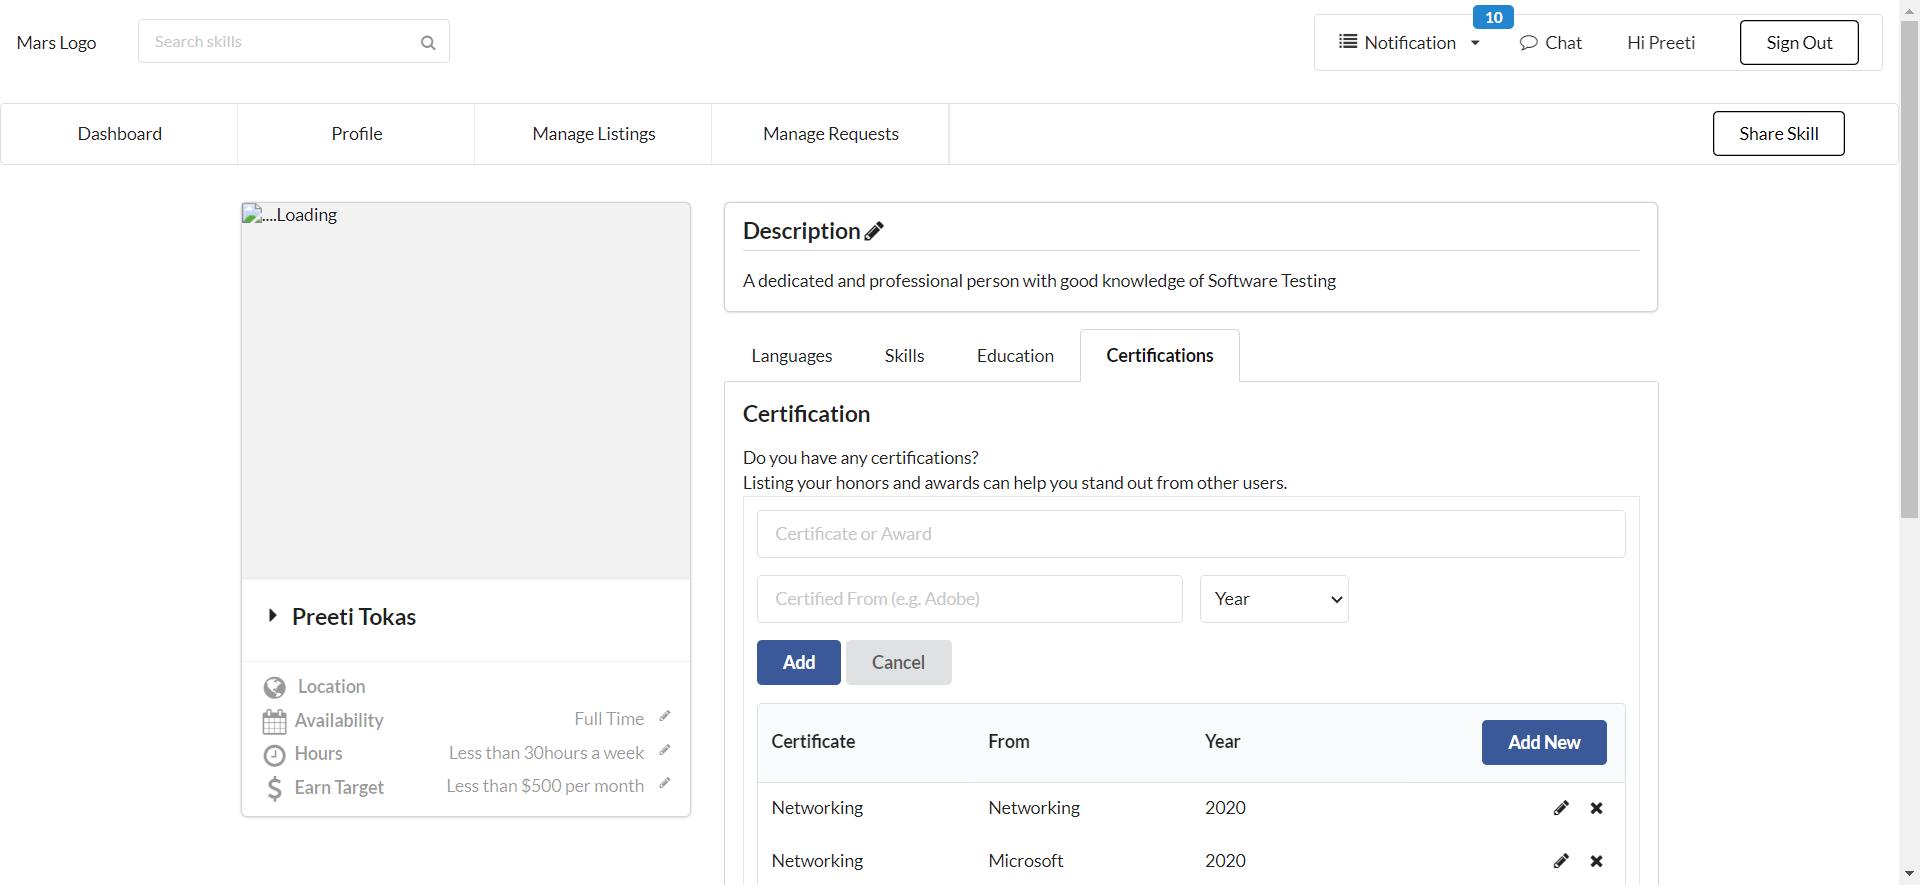 Mars Logo
Search skills
Notification
10
Chat
Hi Preeti
Sign Out
Dashboard
Profile
Manage Listings
Manage Requests
Share Skill
....Loading
Preeti Tokas
Location
Availability
Full Time
Hours
Less than 30hours a week
Earn Target
Less than $500 per month
Description
A dedicated and professional person with good knowledge of Software Testing
Languages
Skills
Education
Certifications
Certification
Do you have any certifications?
Listing your honors and awards can help you stand out from other users.
Certificate or Award
Certified From (e.g. Adobe)
Year
Add
Cancel
Certificate
From
Year
Add New
Networking
Networking
2020
Networking
Microsoft
2020